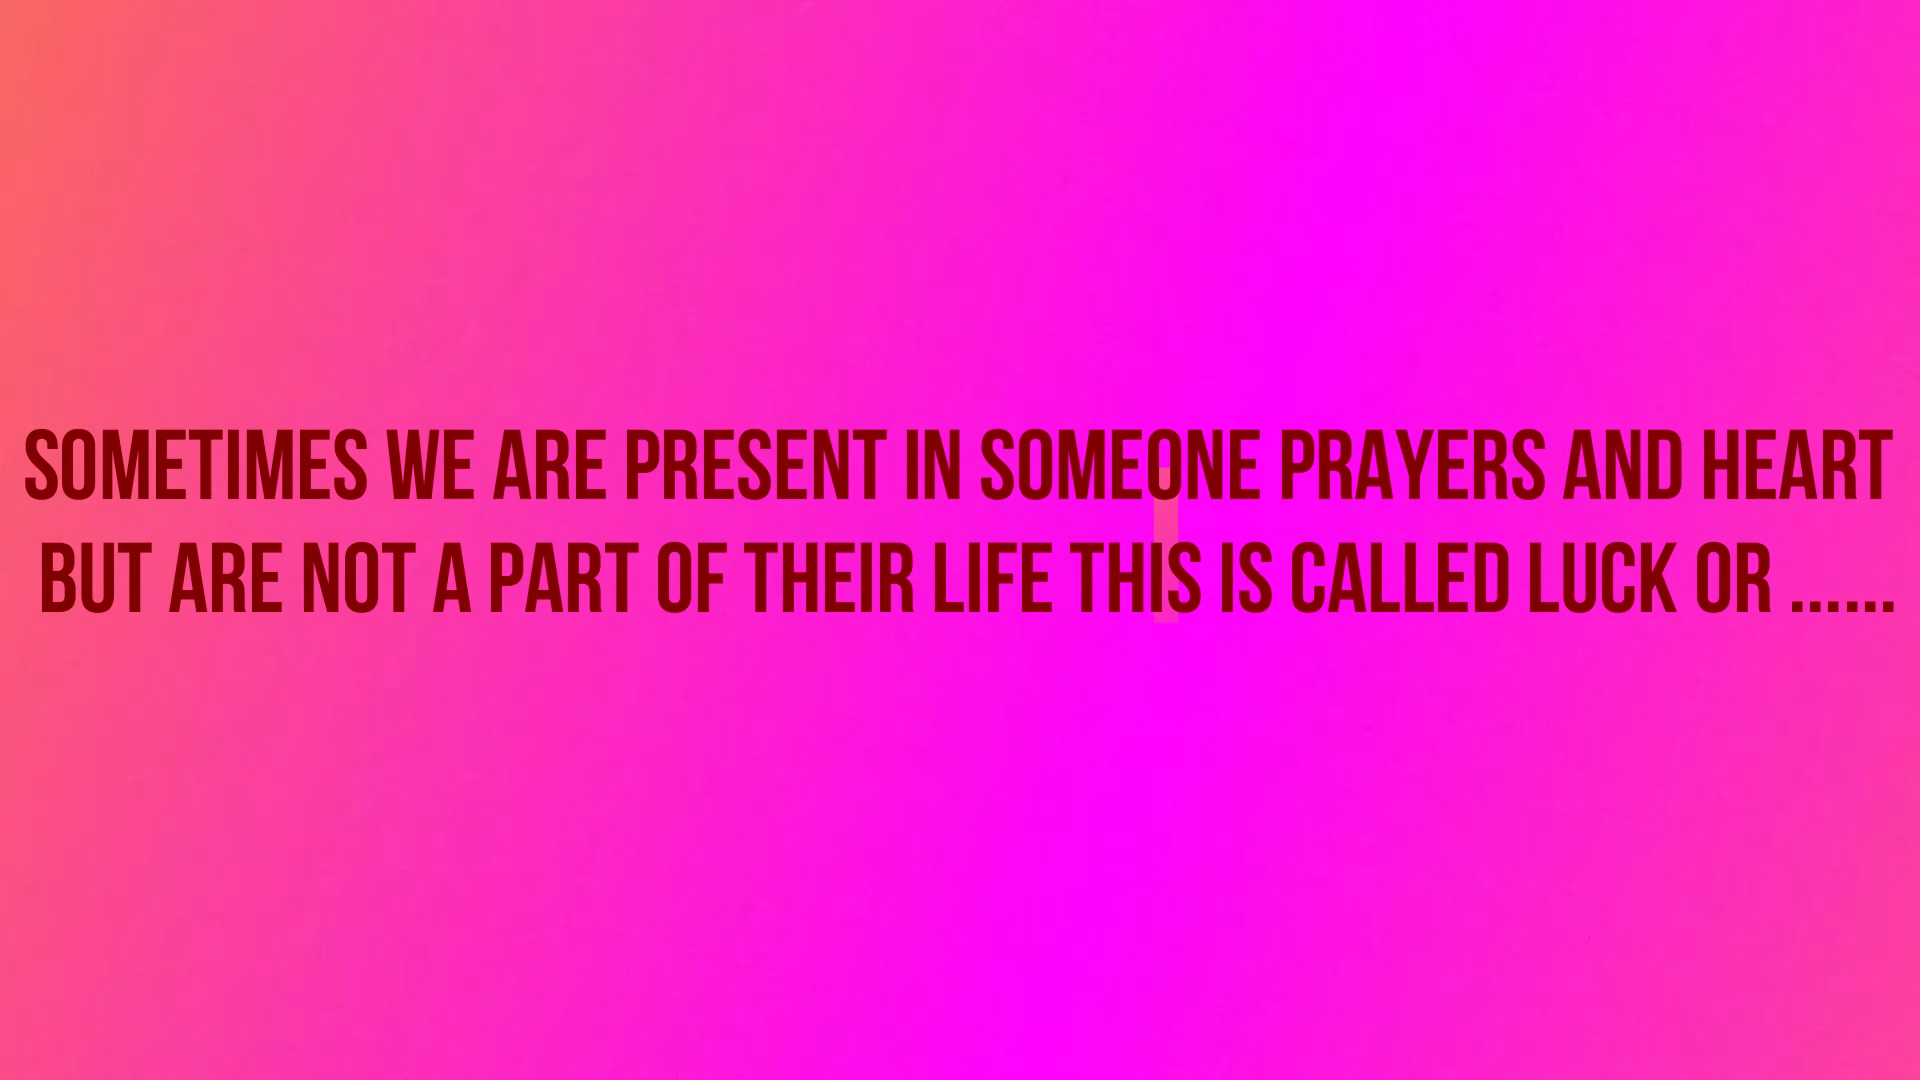 SOMETIMES WE ARE PRESENT IN SOMEONE PRAYERS AND HEART
BUT ARE NOT A PART OF THEIR LIFE THIS IS CALLED LUCK OR ......